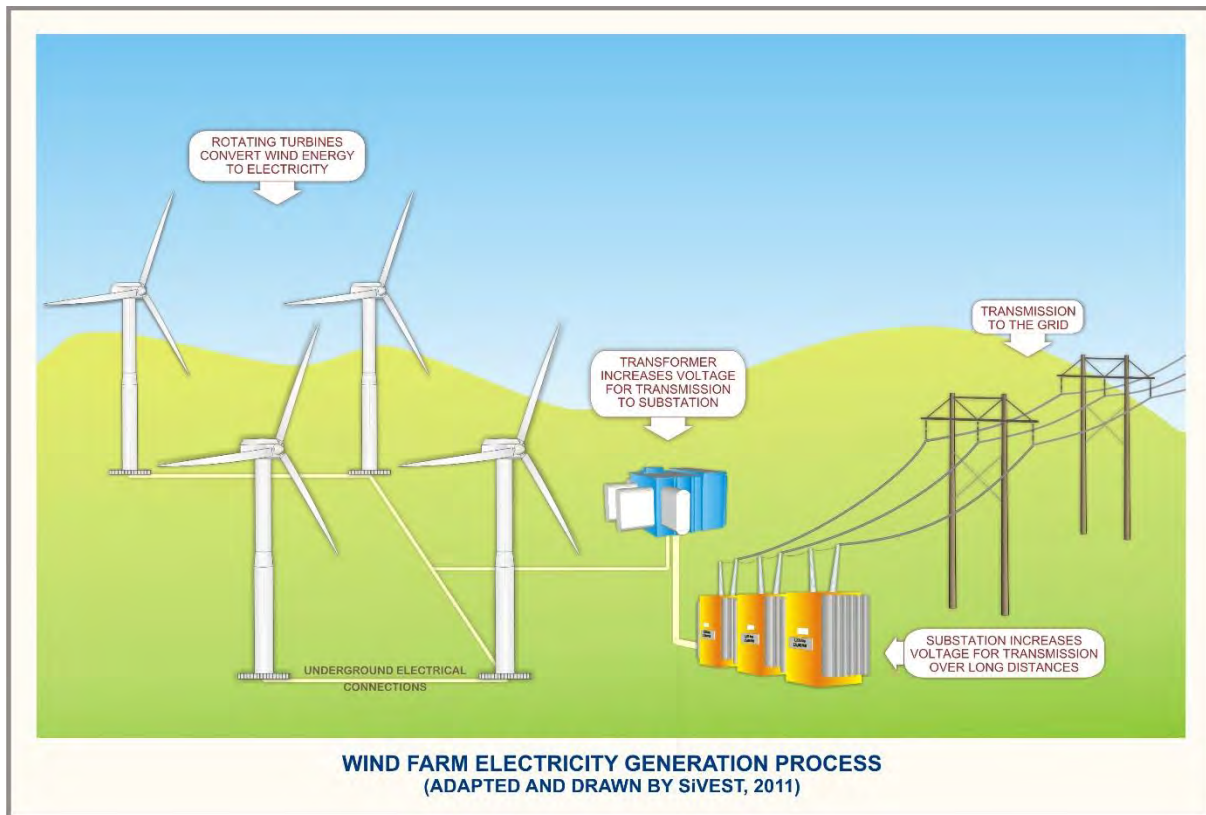 ROTATING TURBINES
CONVERT WIND ENERGY
TO ELECTRICITY
TRANSMISSION
TO THE GRID
TRANSFORMER
INCREASES VOLTAGE
FOR TRANSMISSION
TO SUBSTATION
SUBSTATION INCREASES
VOLTAGE FOR TRANSMISSION
OVER LONG DISTANCES
UNDERGROUND ELECTRICAL
CONNECTIONS
WIND FARM ELECTRICITY GENERATION PROCESS
(ADAPTED AND DRAWN BY SiVEST, 2011)